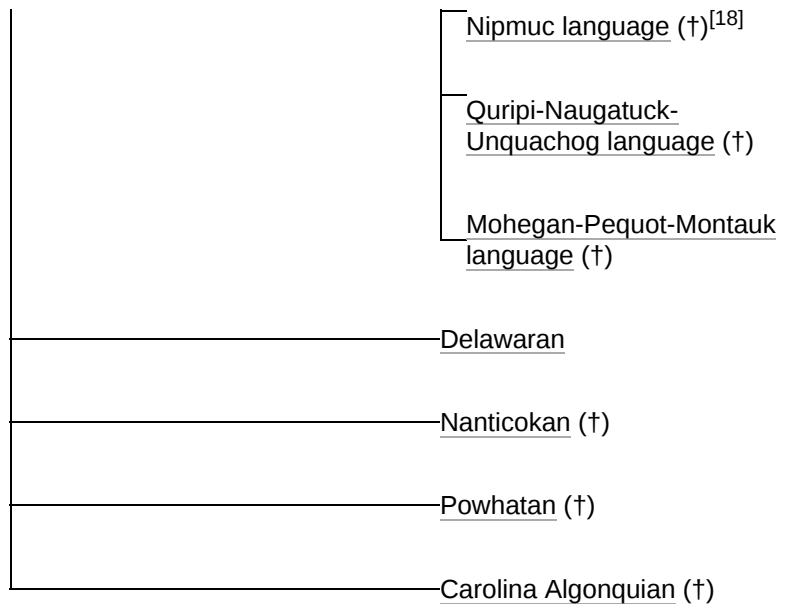 Nipmuc language (†)[18]
Quripi-Naugatuck-
Unquachog language (†)
Mohegan-Pequot-Montauk
language (†)
Delawaran
Nanticokan (†)
Powhatan (†)
Carolina Algonquian (†)